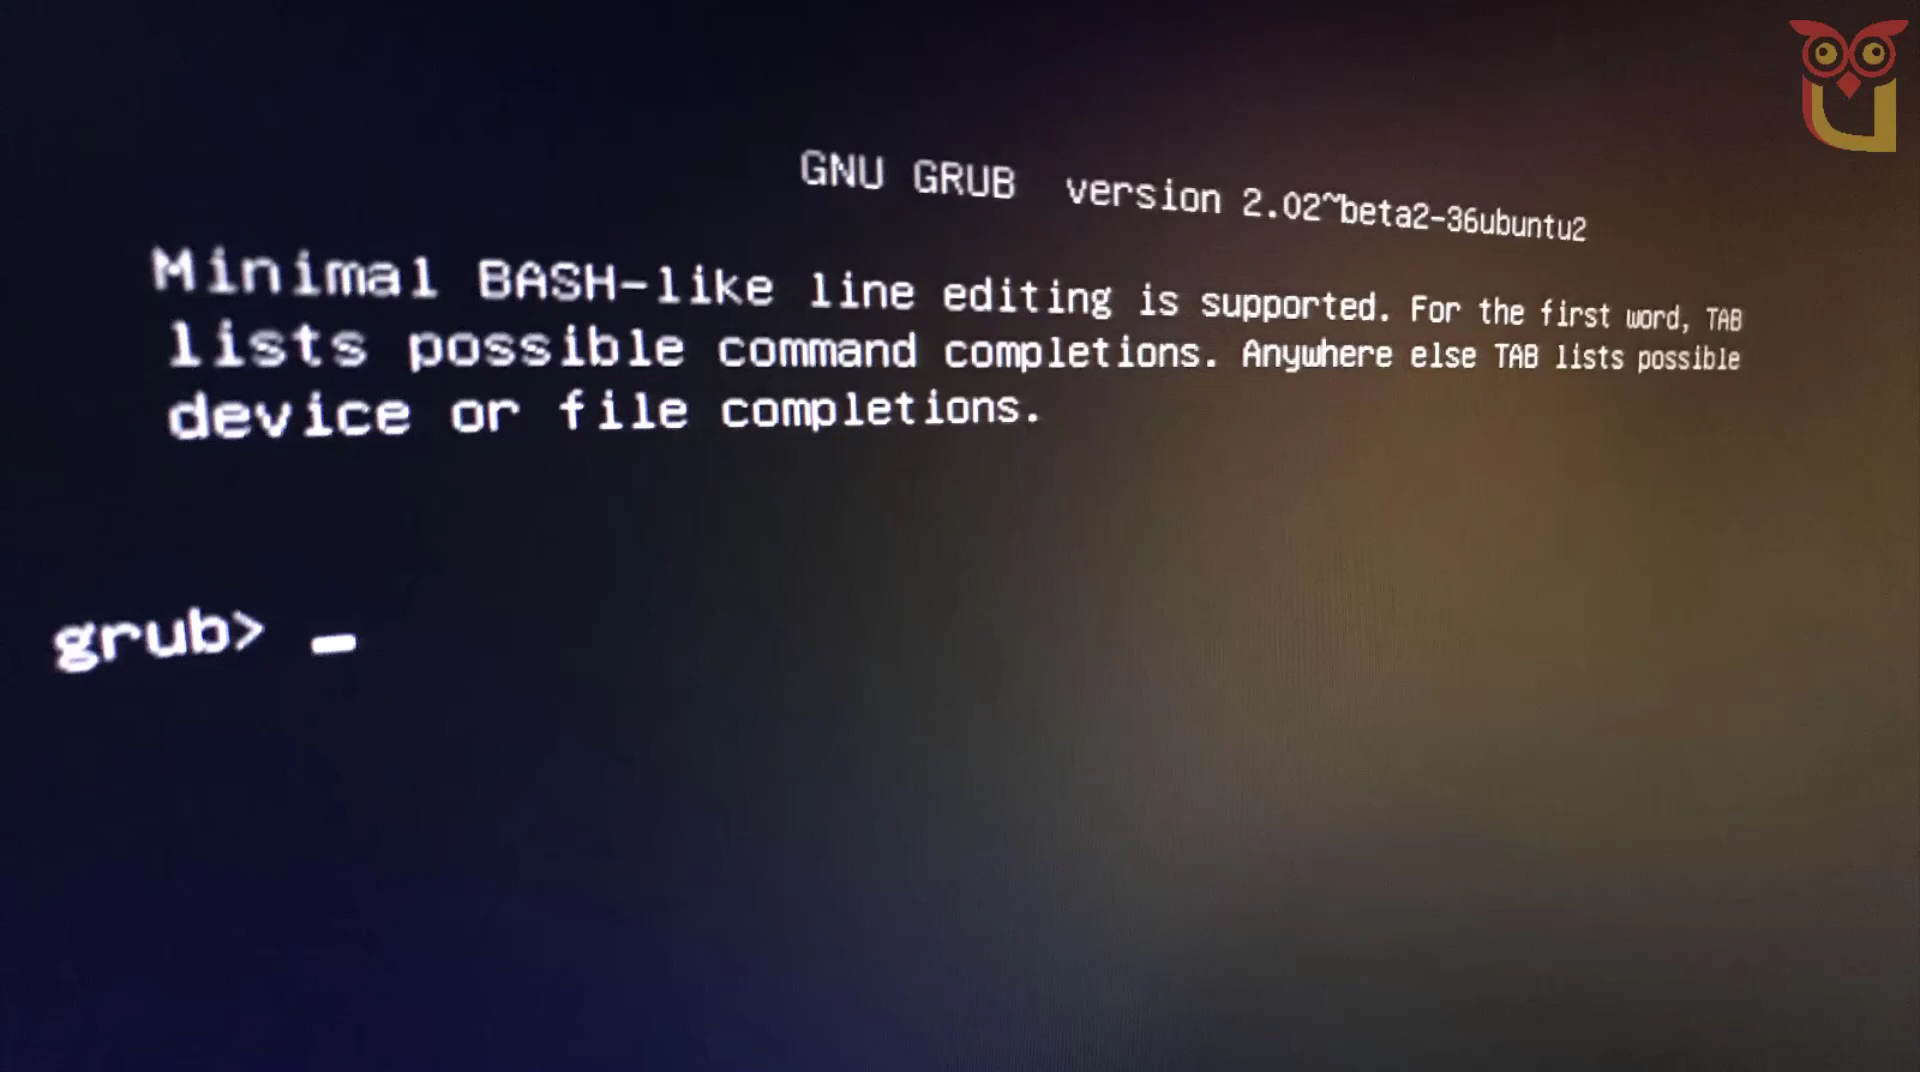 GNU GRUB version 2.02~beta2-36ubuntu2
Minimal BASH-like line editing is supported. For the first word, TAB
lists possible command completions. Anywhere else TAB lists possible
device or file completions.
grub> _